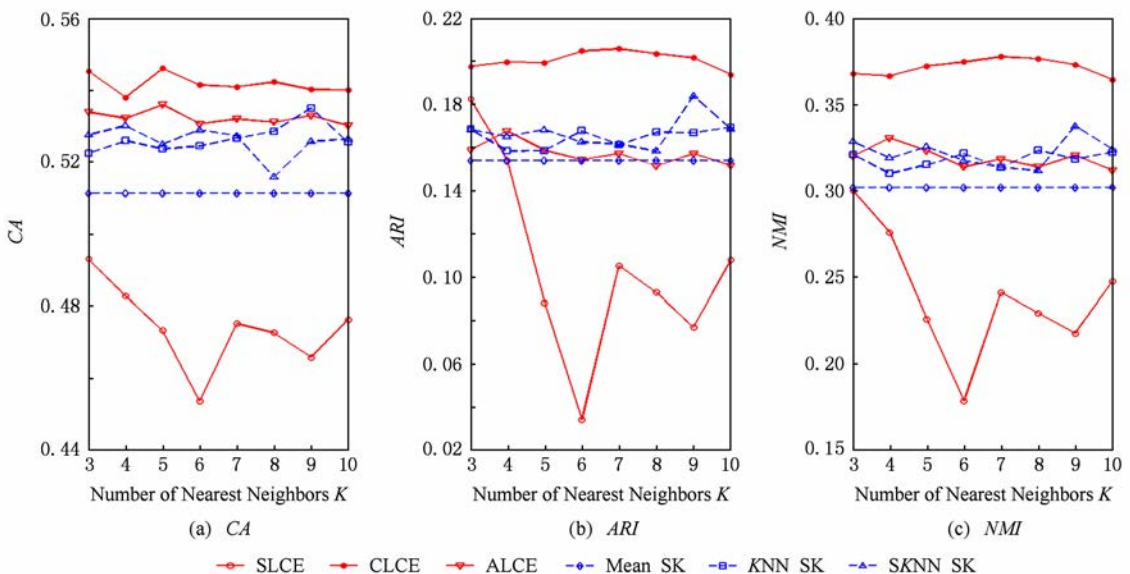 0.56
0.52
0.48
0.44
CA
3 4 5 6 7 8 9 10
Number of Nearest Neighbors K
(a) CA
0.22
0.18
0.14
0.10
0.06
0.02
ARI
3 4 5 6 7 8 9 10
Number of Nearest Neighbors K
(b) ARI
0.40
0.35
0.30
0.25
0.20
0.15
NMI
3 4 5 6 7 8 9 10
Number of Nearest Neighbors K
(c) NMI
SLCE CLCE ALCE Mean SK KNN SK SKNN SK